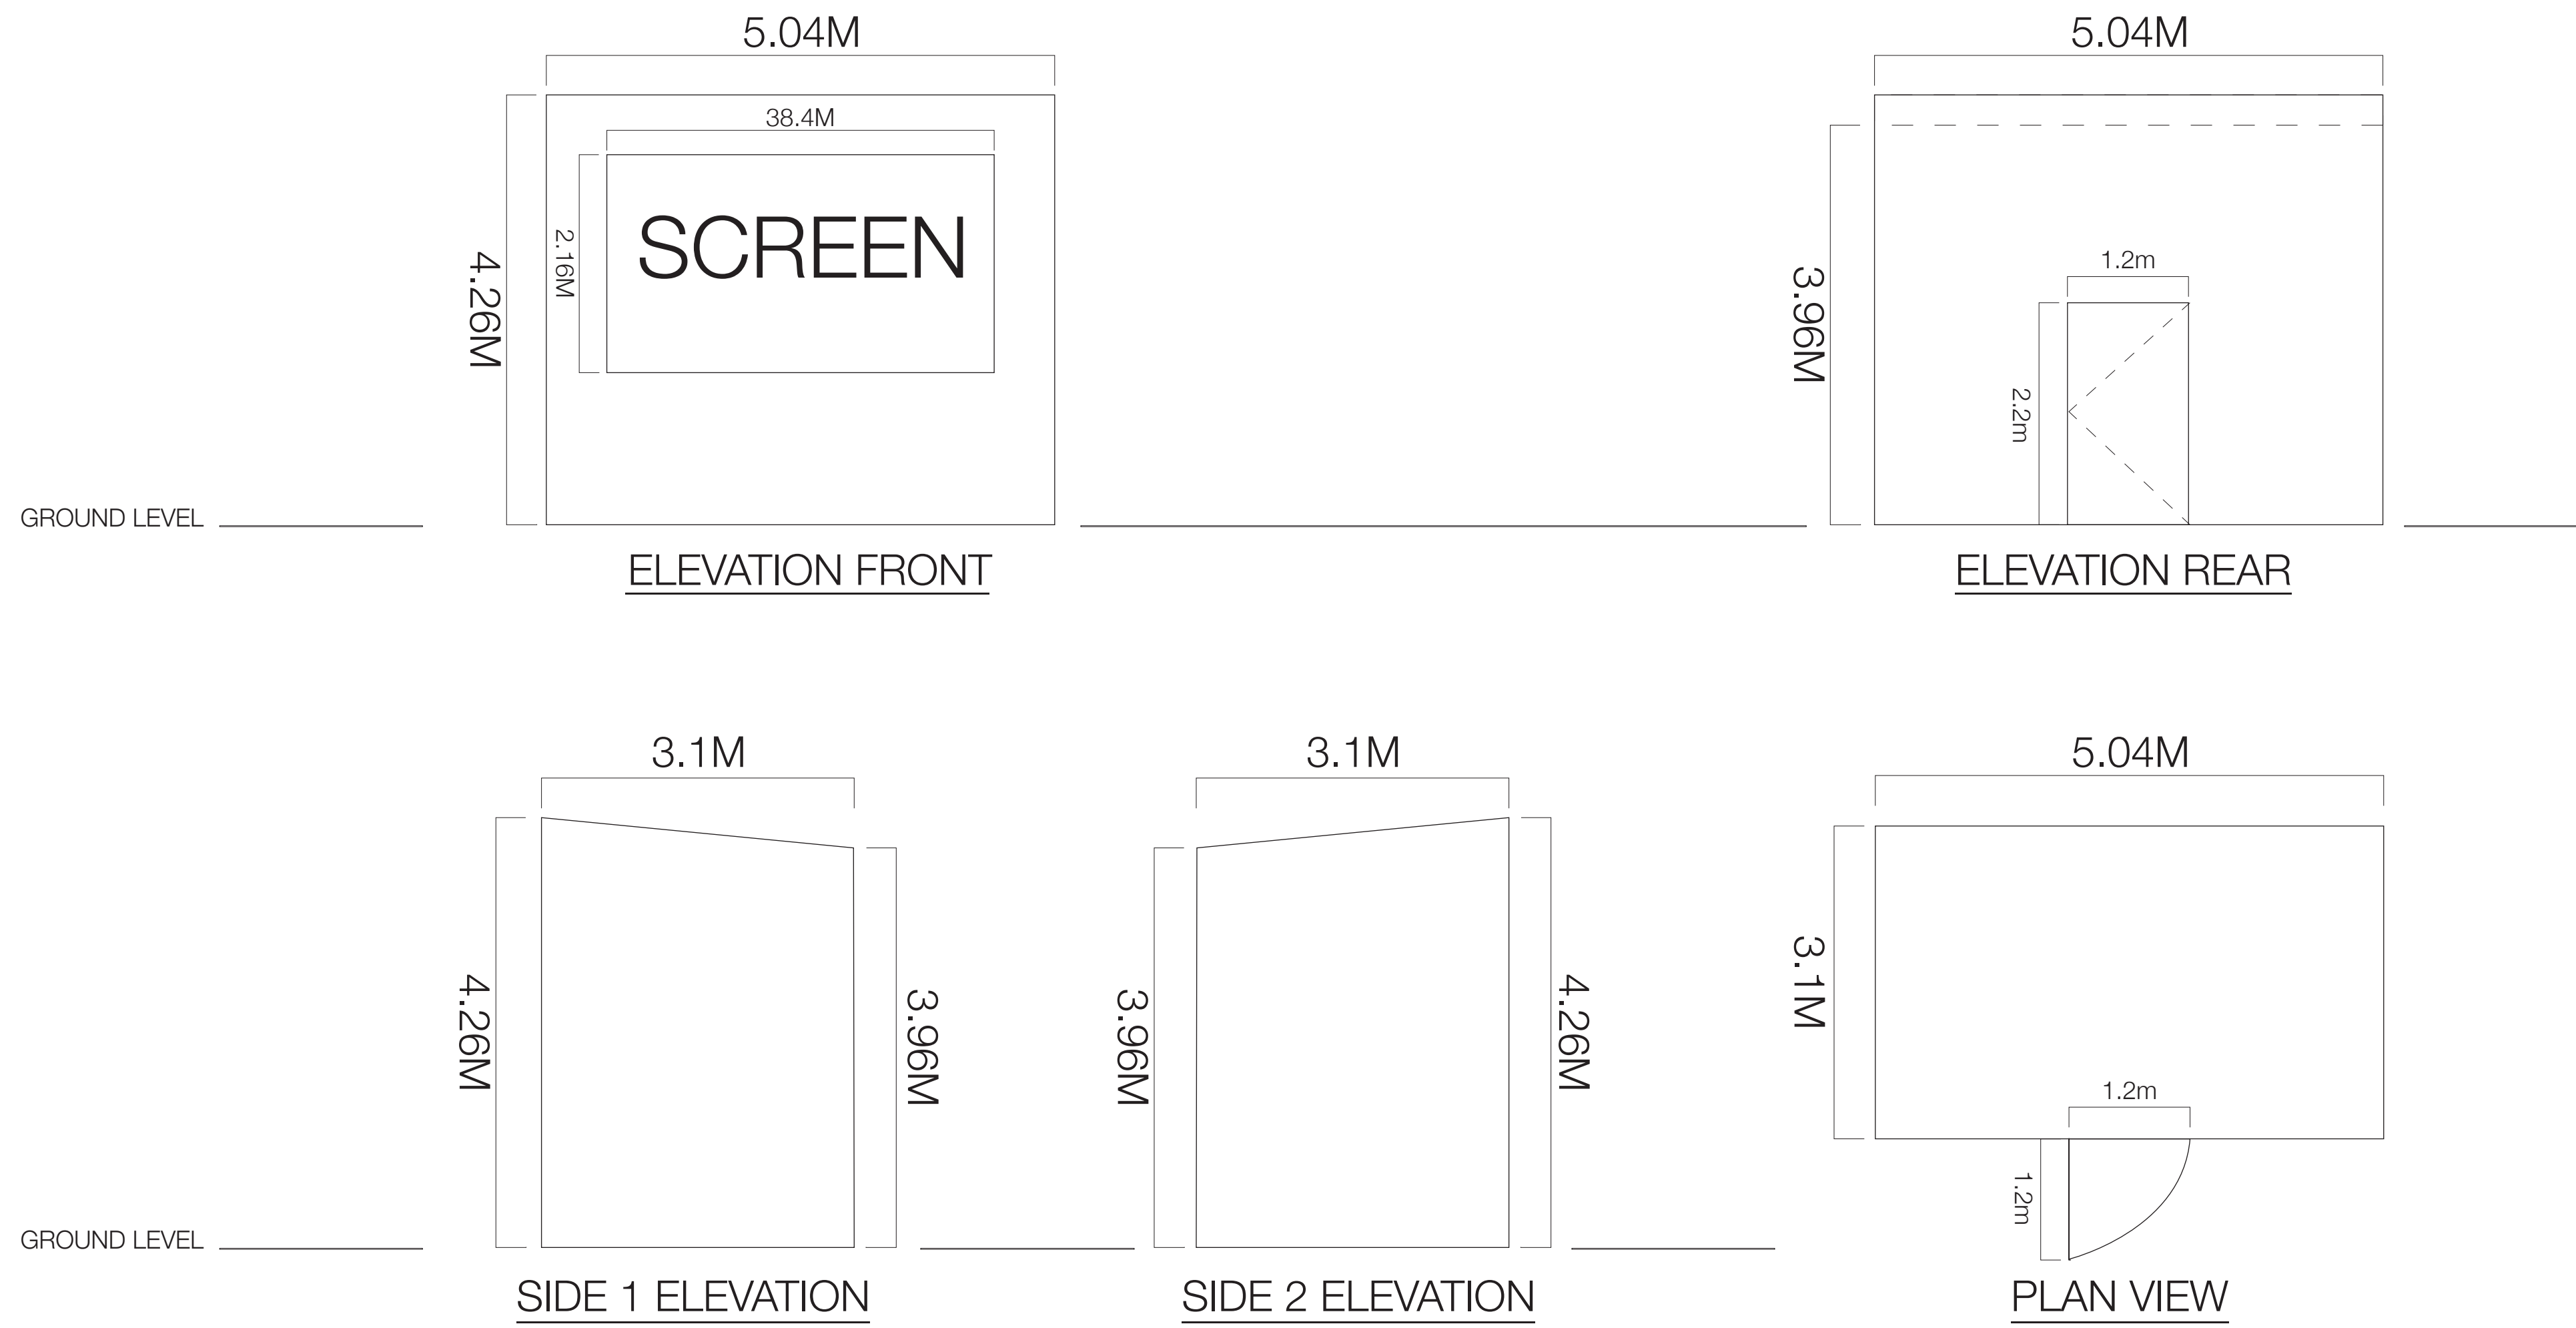 5.04M
38.4M
2.16M
SCREEN
4.26M
GROUND LEVEL
ELEVATION FRONT
5.04M
3.96M
1.2m
2.2m
ELEVATION REAR
3.1M
4.26M
3.96M
GROUND LEVEL
SIDE 1 ELEVATION
3.1M
3.96M
4.26M
SIDE 2 ELEVATION
5.04M
3.1M
1.2m
1.2m
PLAN VIEW